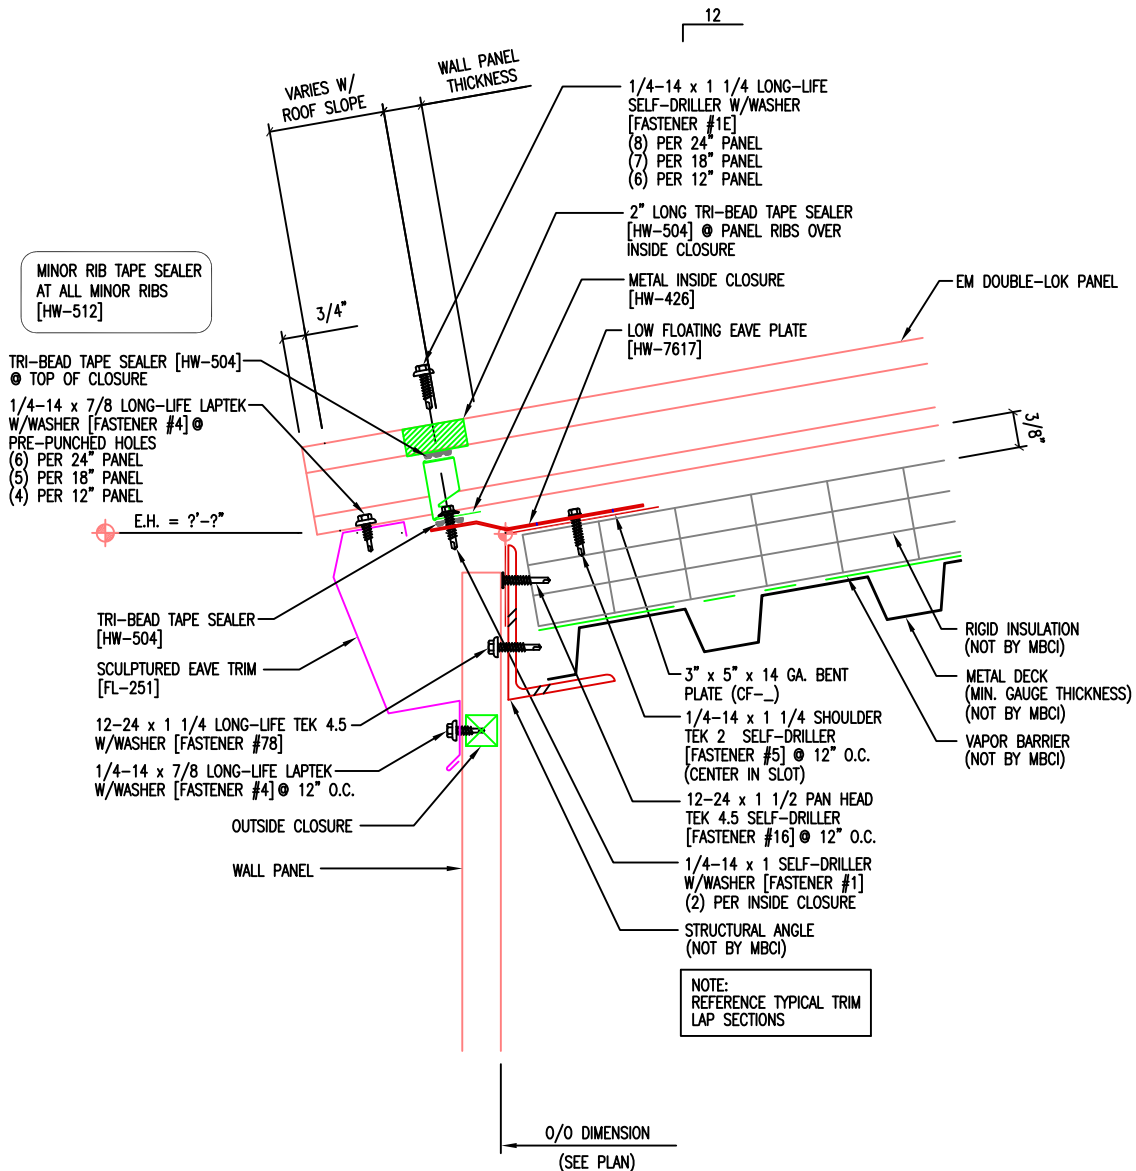 12
WALL PANEL
THICKNESS
VARIES W/
ROOF SLOPE
1/4-14 x 1 1/4 LONG-LIFE
SELF-DRILLER W/WASHER
[FASTENER #1E]
(8) PER 24" PANEL
(7) PER 18" PANEL
(6) PER 12" PANEL
2" LONG TRI-BEAD TAPE SEALER
[HW-504] @ PANEL RIBS OVER
INSIDE CLOSURE
MINOR RIB TAPE SEALER
AT ALL MINOR RIBS
[HW-512]
METAL INSIDE CLOSURE
[HW-426]
EM DOUBLE-LOK PANEL
3/4"
LOW FLOATING EAVE PLATE
[HW-7617]
TRI-BEAD TAPE SEALER [HW-504]
@ TOP OF CLOSURE
1/4-14 x 7/8 LONG-LIFE LAPTEK
W/WASHER [FASTENER #4] @
PRE-PUNCHED HOLES
(6) PER 24" PANEL
(5) PER 18" PANEL
(4) PER 12" PANEL
3/8"
E.H. = ?'-?"
TRI-BEAD TAPE SEALER
[HW-504]
SCULPTURED EAVE TRIM
[FL-251]
12-24 x 1 1/4 LONG-LIFE TEK 4.5
W/WASHER [FASTENER #78]
1/4-14 x 7/8 LONG-LIFE LAPTEK
W/WASHER [FASTENER #4] @ 12" O.C.
OUTSIDE CLOSURE
WALL PANEL
RIGID INSULATION
(NOT BY MBCI)
METAL DECK
(MIN. GAUGE THICKNESS)
(NOT BY MBCI)
VAPOR BARRIER
(NOT BY MBCI)
3" x 5" x 14 GA. BENT
PLATE (CF-_)
1/4-14 x 1 1/4 SHOULDER
TEK 2 SELF-DRILLER
[FASTENER #5] @ 12" O.C.
(CENTER IN SLOT)
12-24 x 1 1/2 PAN HEAD
TEK 4.5 SELF-DRILLER
[FASTENER #16] @ 12" O.C.
1/4-14 x 1 SELF-DRILLER
W/WASHER [FASTENER #1]
(2) PER INSIDE CLOSURE
STRUCTURAL ANGLE
(NOT BY MBCI)
NOTE:
REFERENCE TYPICAL TRIM
LAP SECTIONS
O/O DIMENSION
(SEE PLAN)